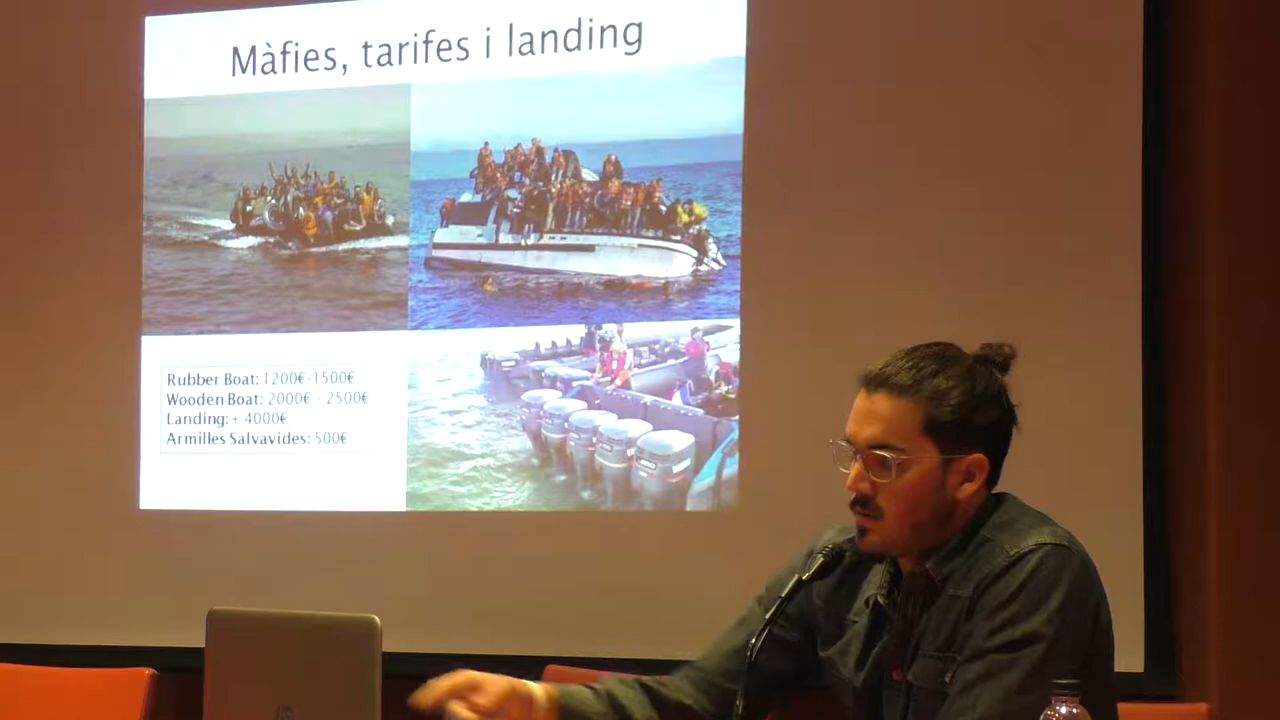 Màfies, tarifes i landing
Rubber Boat: 1200€-1500€
Wooden Boat: 2000€ - 2500€
Landing: + 4000€
Armilles Salvavides: 500€